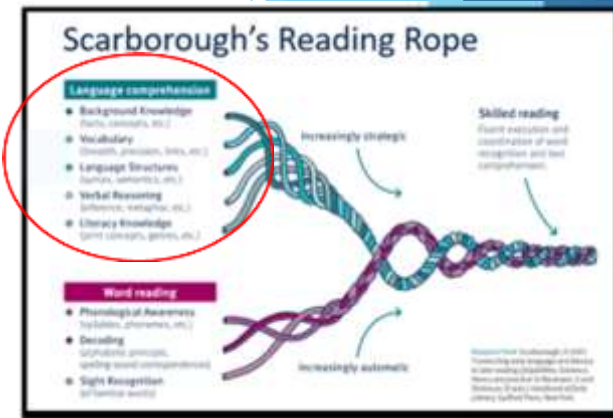 Scarborough's Reading Rope
Language comprehension
Background Knowledge
(facts, concepts, etc.)
Vocabulary
(breadth, precision, links, etc.)
Language Structures
(syntax, semantics, etc.)
Verbal Reasoning
(inference, metaphor, etc.)
Literacy Knowledge
(print concepts, genres, etc.)
Word reading
Phonological Awareness
(syllables, phonemes, etc.)
Decoding
(alphabetic principle,
spelling-sound correspondences)
Sight Recognition
(of familiar words)
Increasingly strategic
Increasingly automatic
Skilled reading
Fluent execution and
coordination of word
recognition and text
comprehension.